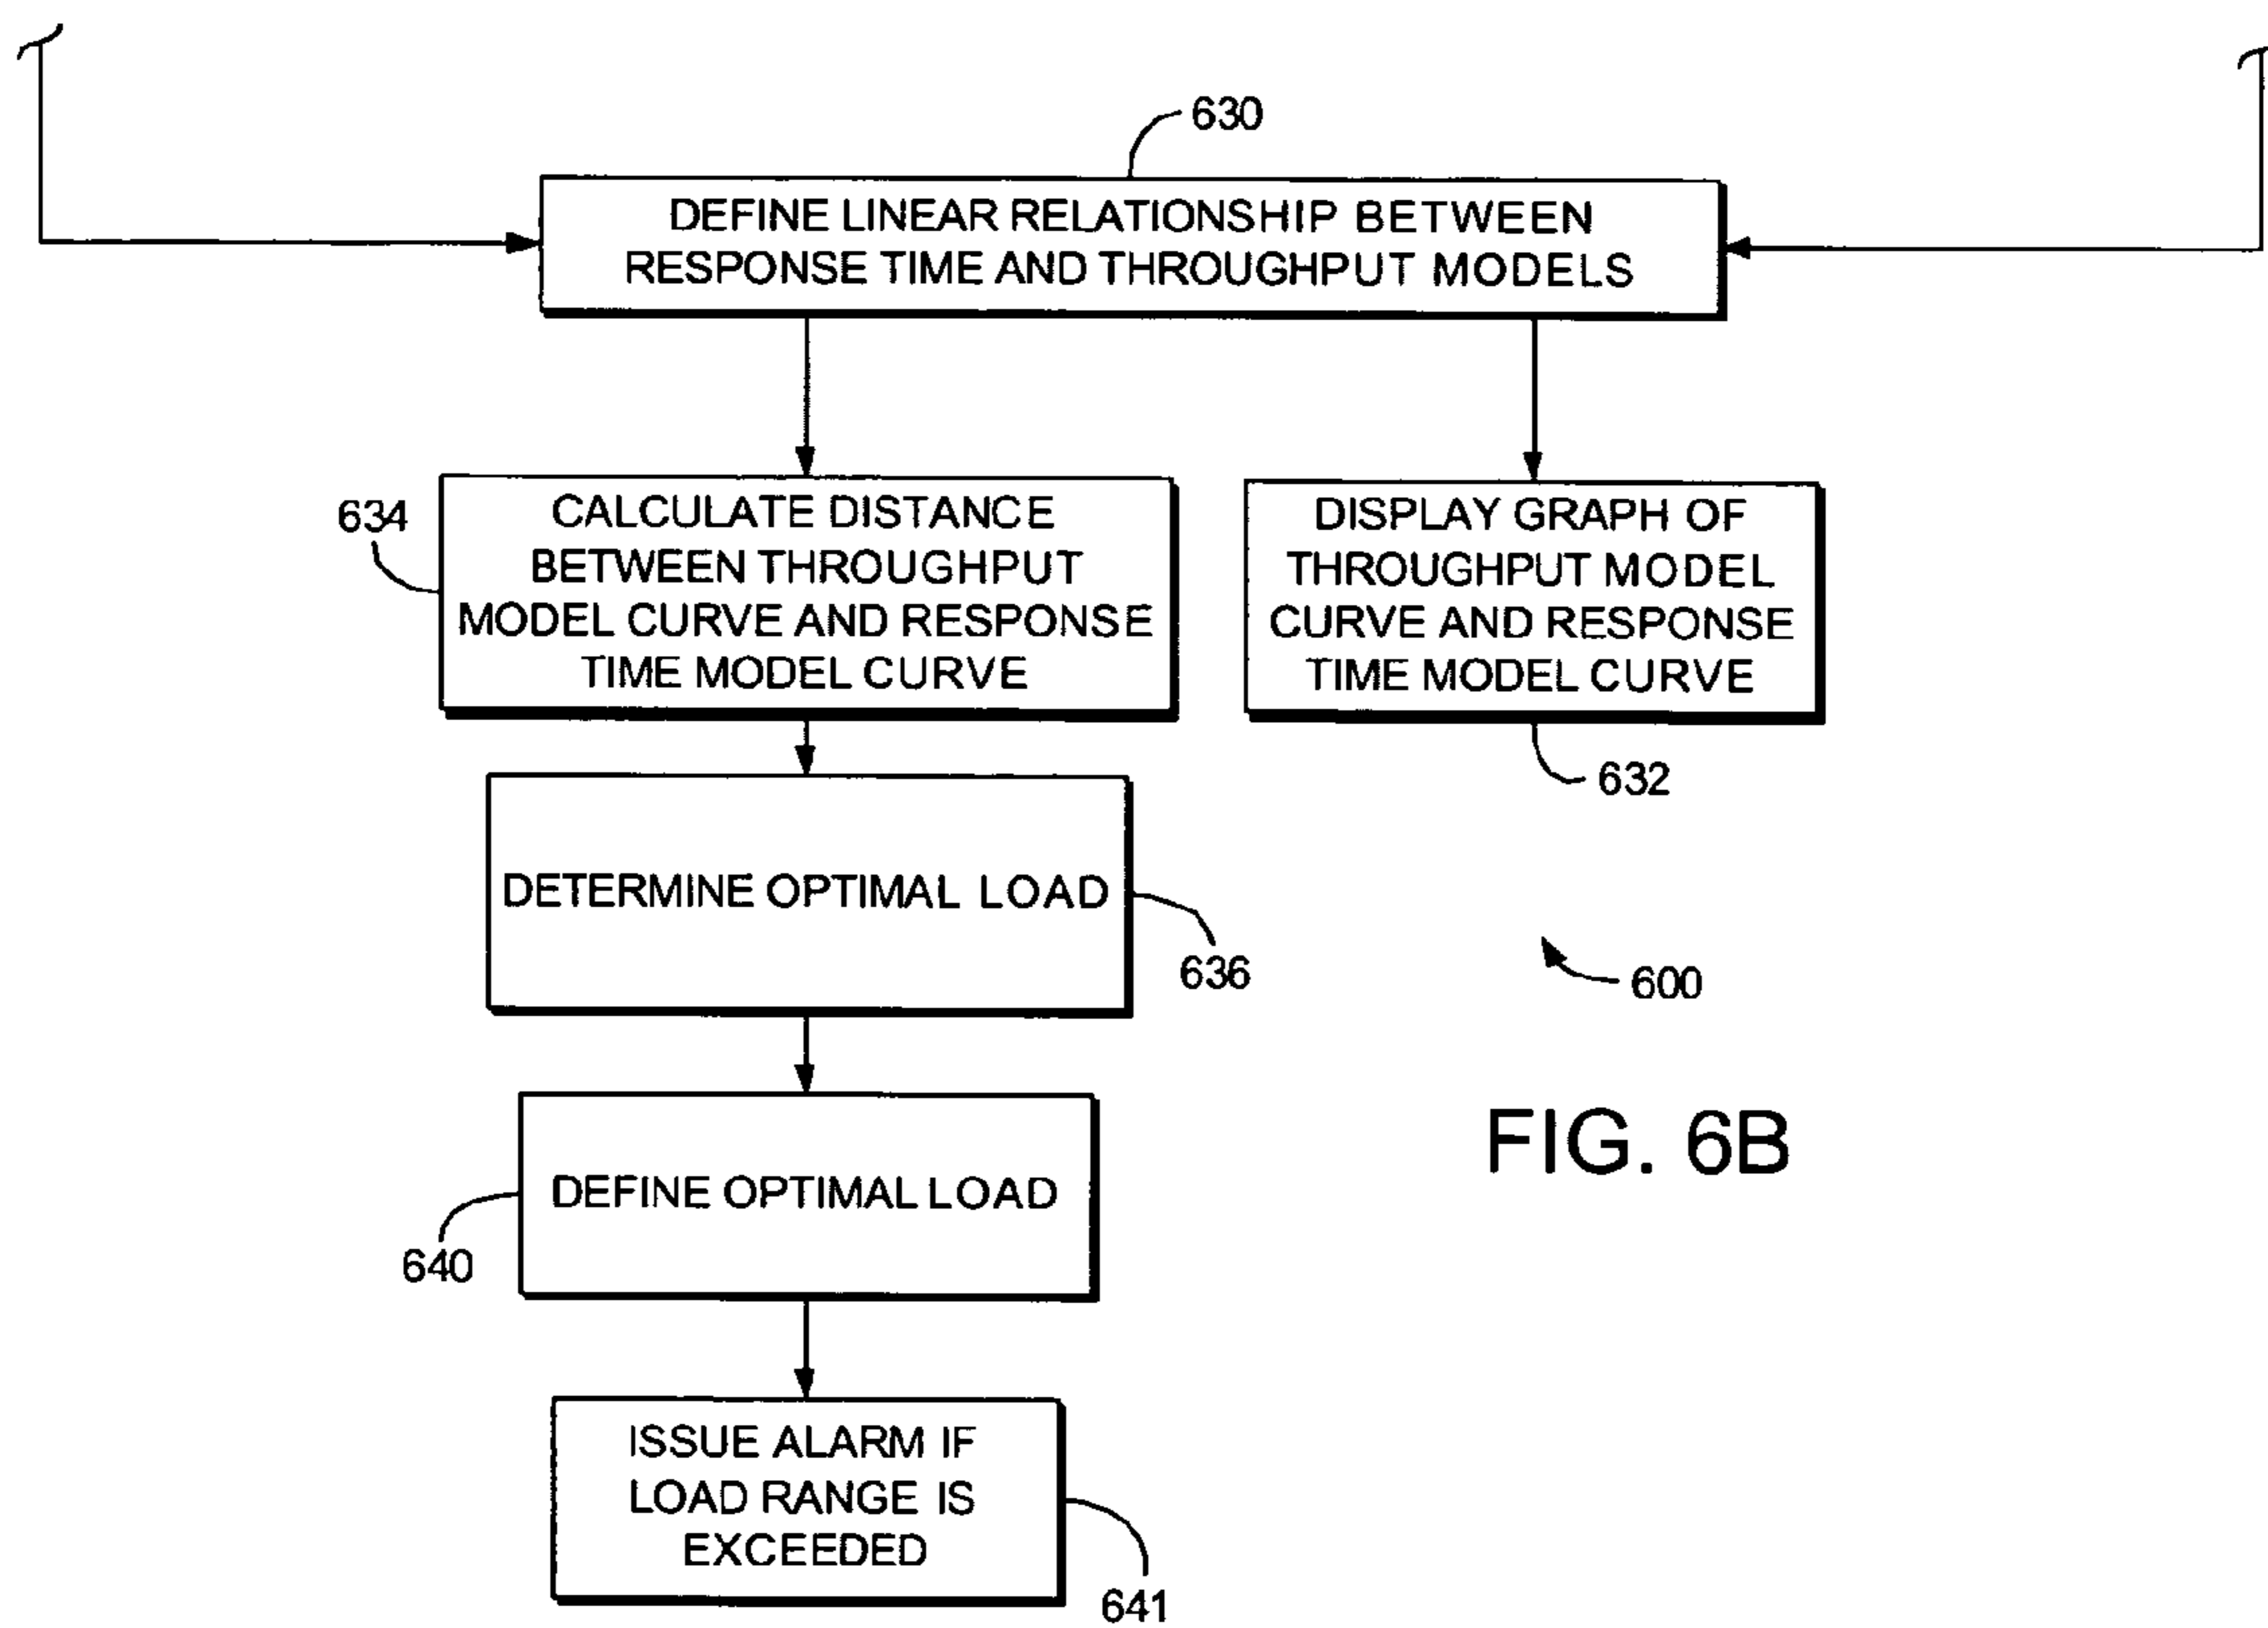 630
DEFINE LINEAR RELATIONSHIP BETWEEN
RESPONSE TIME AND THROUGHPUT MODELS
634
CALCULATE DISTANCE
BETWEEN THROUGHPUT
MODEL CURVE AND RESPONSE
TIME MODEL CURVE
DISPLAY GRAPH OF
THROUGHPUT MODEL
CURVE AND RESPONSE
TIME MODEL CURVE
632
DETERMINE OPTIMAL LOAD
636
600
FIG. 6B
DEFINE OPTIMAL LOAD
640
ISSUE ALARM IF
LOAD RANGE IS
EXCEEDED
641